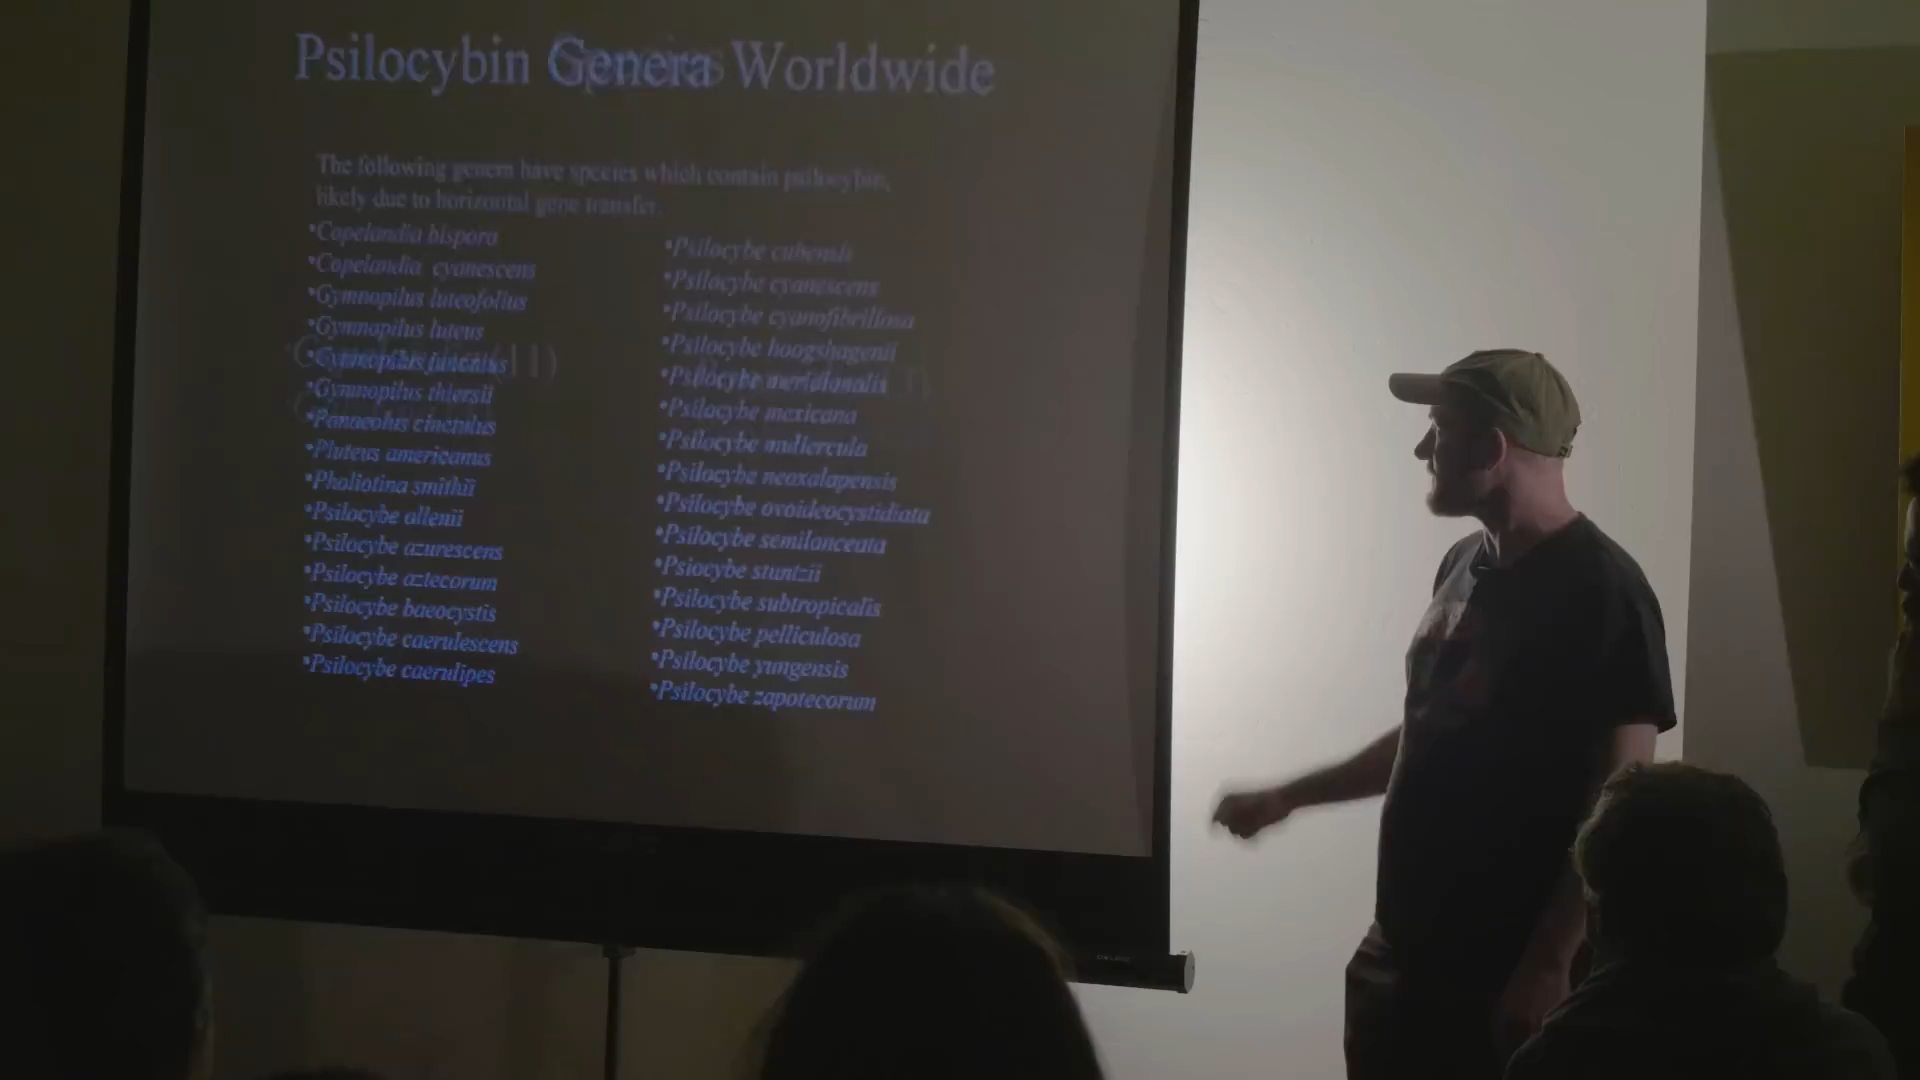 Psilocybin Genera Worldwide
The following genera have species which contain psilocybin,
likely due to horizontal gene transfer.
•Copelandia bispora
•Copelandia cyanescens
•Gymnopilus luteofolius
•Gymnopilus luteus
•Gymnopilus junonius
•Gymnopilus thiersii
•Panaeolus cinctulus
•Pluteus americanus
•Pholiotina smithii
•Psilocybe allenii
•Psilocybe azurescens
•Psilocybe aztecorum
•Psilocybe baeocystis
•Psilocybe caerulescens
•Psilocybe caerulipes
•Psilocybe cubensis
•Psilocybe cyanescens
•Psilocybe cyanofibrillosa
•Psilocybe hoogshagenii
•Psilocybe meridionalis
•Psilocybe mexicana
•Psilocybe muliercula
•Psilocybe neoxalapensis
•Psilocybe ovoideocystidiata
•Psilocybe semilanceata
•Psiocybe stuntzii
•Psilocybe subtropicalis
•Psilocybe pelliculosa
•Psilocybe yungensis
•Psilocybe zapotecorum